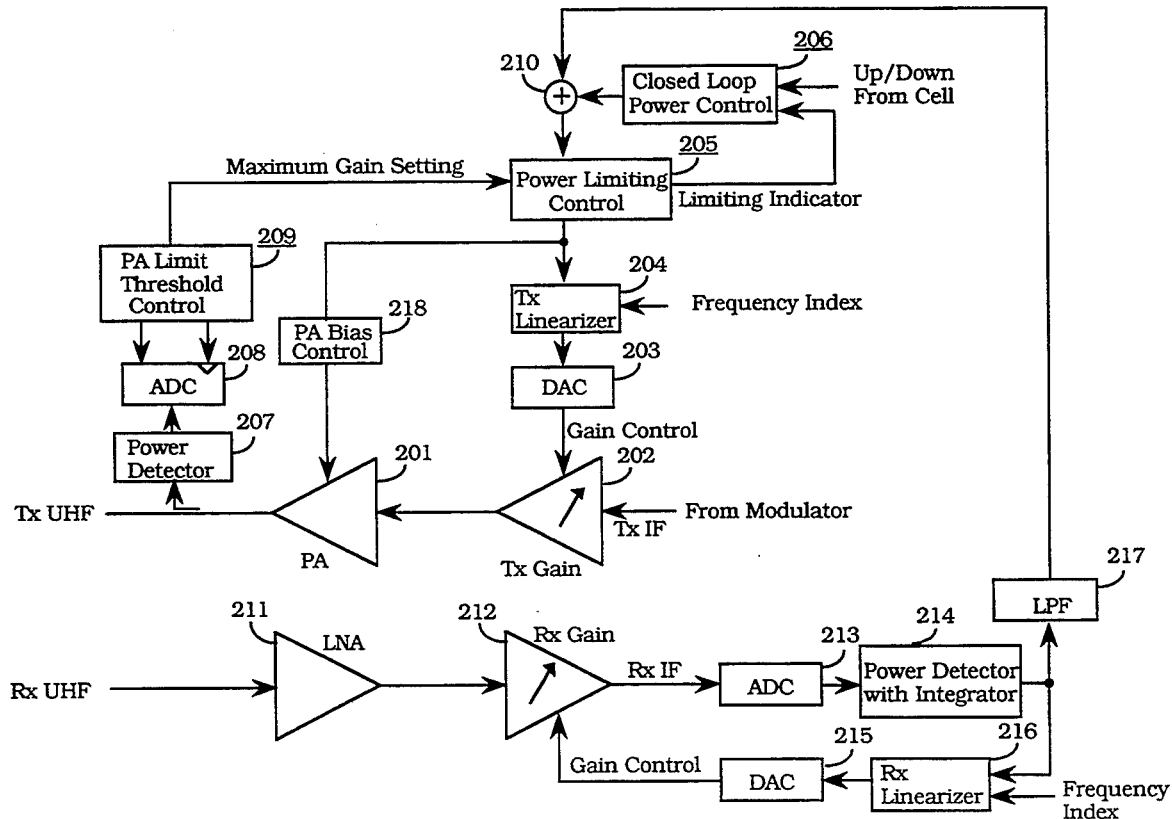 206
210
Closed Loop
Power Control
Up/Down
From Cell
+
205
Maximum Gain Setting
Power Limiting
Control
Limiting Indicator
209
PA Limit
Threshold
Control
204
Tx
Linearizer
Frequency Index
218
PA Bias
Control
208
ADC
203
DAC
207
Power
Detector
Gain Control
201
202
Tx UHF
From Modulator
Tx IF
PA
Tx Gain
217
LPF
211
LNA
212
Rx Gain
213
214
Rx UHF
Rx IF
ADC
Power Detector
with Integrator
215
216
Gain Control
DAC
Rx
Linearizer
Frequency
Index